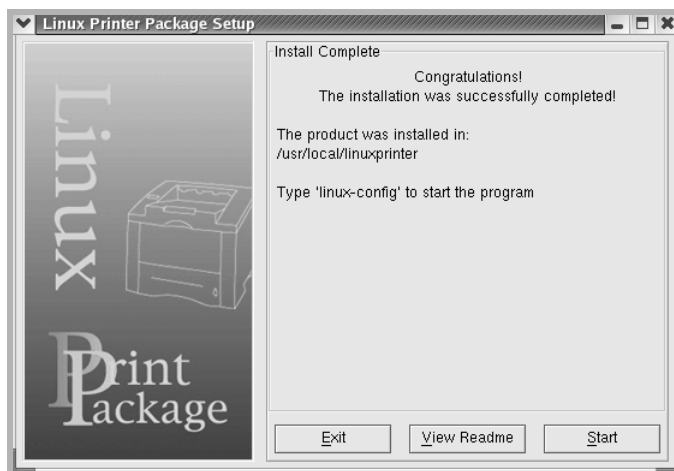 Linux Printer Package Setup
Linux
Print
Package
Install Complete
Congratulations!
The installation was successfully completed!
The product was installed in:
/usr/local/linuxprinter
Type 'linux-config' to start the program
Exit
View Readme
Start